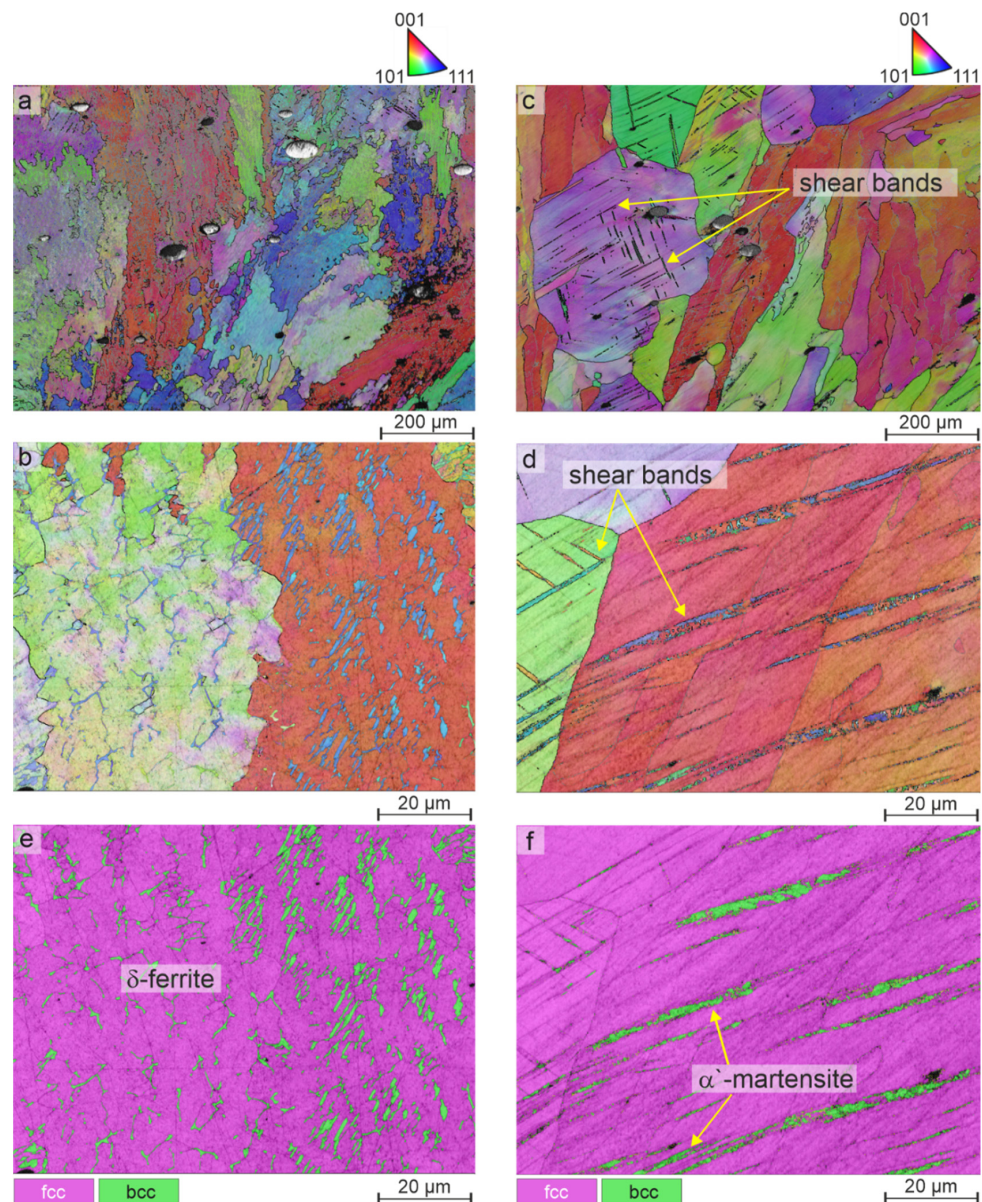 001
101 111
001
101 111
a
c
shear bands
200 µm
200 µm
b
d
shear bands
20 µm
20 µm
e
f
δ-ferrite
α`-martensite
fcc bcc
20 µm
fcc bcc
20 µm